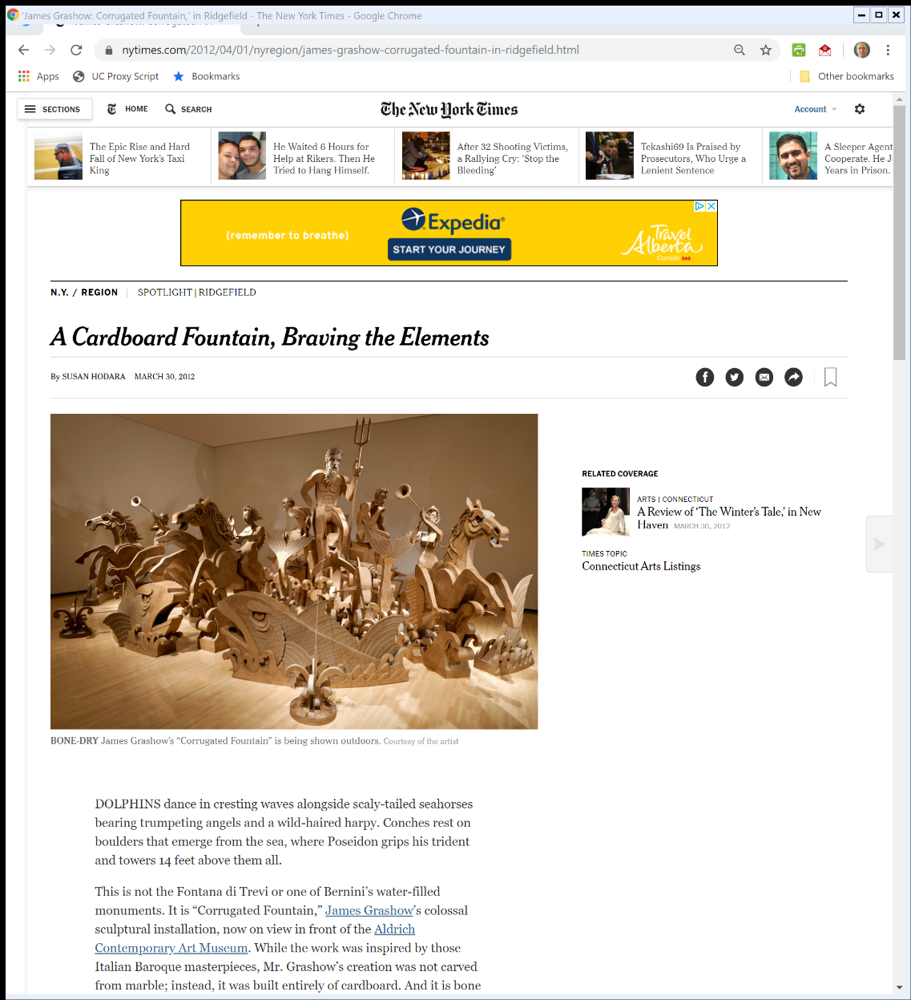 'James Grashow: Corrugated Fountain,' in Ridgefield - The New York Times - Google Chrome
nytimes.com/2012/04/01/nyregion/james-grashow-corrugated-fountain-in-ridgefield.html
Apps UC Proxy Script Bookmarks Other bookmarks
SECTIONS HOME SEARCH The New York Times Account
The Epic Rise and Hard
Fall of New York's Taxi
King
He Waited 6 Hours for
Help at Rikers. Then He
Tried to Hang Himself.
After 32 Shooting Victims,
a Rallying Cry: 'Stop the
Bleeding'
Tekashi69 Is Praised by
Prosecutors, Who Urge a
Lenient Sentence
A Sleeper Agent
Cooperate. He J
Years in Prison.
(remember to breathe)
Expedia
START YOUR JOURNEY
Travel
Alberta
Canada
N.Y. / REGION | SPOTLIGHT | RIDGEFIELD
A Cardboard Fountain, Braving the Elements
By SUSAN HODARA MARCH 30, 2012
BONE-DRY James Grashow's “Corrugated Fountain” is being shown outdoors. Courtesy of the artist
RELATED COVERAGE
ARTS | CONNECTICUT
A Review of ‘The Winter's Tale,’ in New
Haven MARCH 30, 2012
TIMES TOPIC
Connecticut Arts Listings
DOLPHINS dance in cresting waves alongside scaly-tailed seahorses
bearing trumpeting angels and a wild-haired harpy. Conches rest on
boulders that emerge from the sea, where Poseidon grips his trident
and towers 14 feet above them all.
This is not the Fontana di Trevi or one of Bernini's water-filled
monuments. It is “Corrugated Fountain,” James Grashow's colossal
sculptural installation, now on view in front of the Aldrich
Contemporary Art Museum. While the work was inspired by those
Italian Baroque masterpieces, Mr. Grashow's creation was not carved
from marble; instead, it was built entirely of cardboard. And it is bone